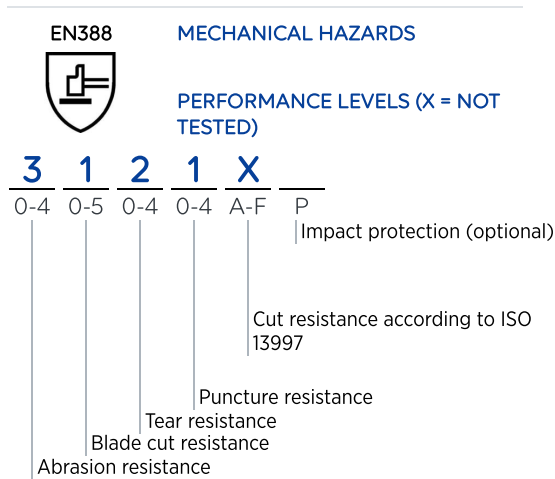 EN388
MECHANICAL HAZARDS
PERFORMANCE LEVELS (X = NOT
TESTED)
3 1 2 1 X
0-4 0-5 0-4 0-4 A-F P
Impact protection (optional)
Cut resistance according to ISO
13997
Puncture resistance
Tear resistance
Blade cut resistance
Abrasion resistance